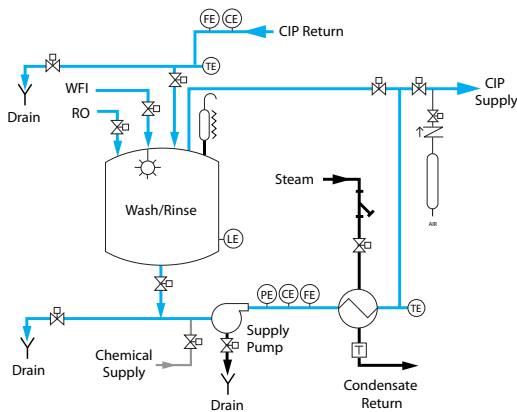 FE
CE
CIP Return
TE
Drain
WFI
RO
CIP
Supply
Steam
AIR
Wash/Rinse
LE
PE
CE
FE
TE
Supply
Pump
Chemical
Supply
T
Drain
Drain
Condensate
Return